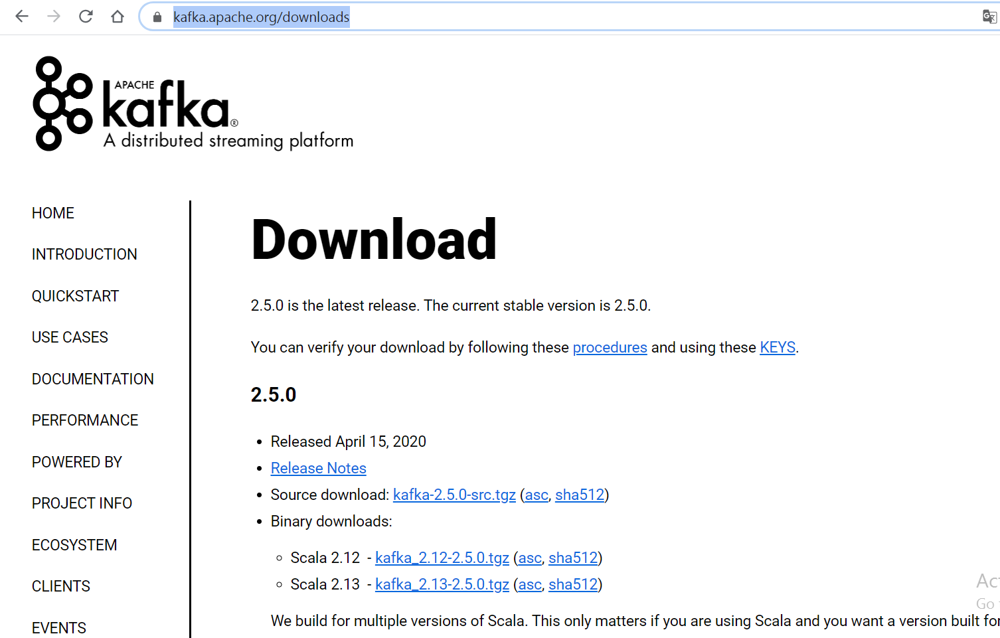 kafka.apache.org/downloads
APACHE
kafka®
A distributed streaming platform
HOME
INTRODUCTION
QUICKSTART
USE CASES
DOCUMENTATION
PERFORMANCE
POWERED BY
PROJECT INFO
ECOSYSTEM
CLIENTS
EVENTS
Download
2.5.0 is the latest release. The current stable version is 2.5.0.
You can verify your download by following these procedures and using these KEYS.
2.5.0
• Released April 15, 2020
• Release Notes
• Source download: kafka-2.5.0-src.tgz (asc, sha512)
• Binary downloads:
◦ Scala 2.12 - kafka_2.12-2.5.0.tgz (asc, sha512)
◦ Scala 2.13 - kafka_2.13-2.5.0.tgz (asc, sha512)
We build for multiple versions of Scala. This only matters if you are using Scala and you want a version built for
Go